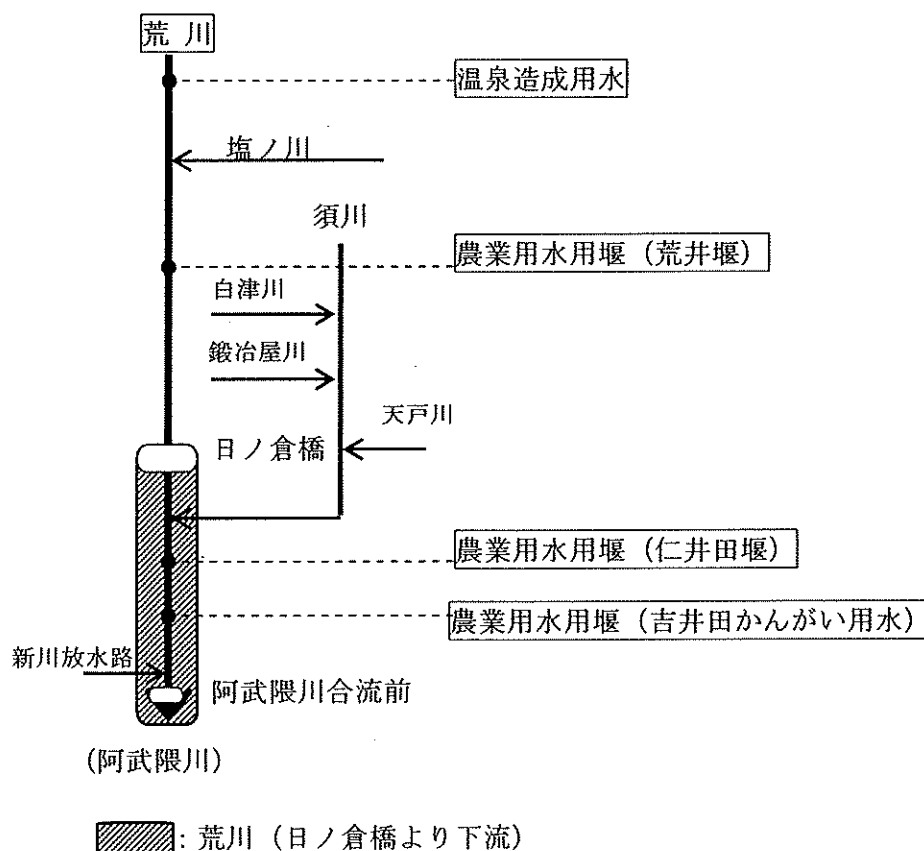 荒 川
温泉造成用水
塩ノ川
須川
農業用水用堰（荒井堰）
白津川
鍛冶屋川
天戸川
日ノ倉橋
農業用水用堰（仁井田堰）
農業用水用堰（吉井田かんがい用水）
新川放水路
阿武隈川合流前
(阿武隈川)
: 荒川（日ノ倉橋より下流）